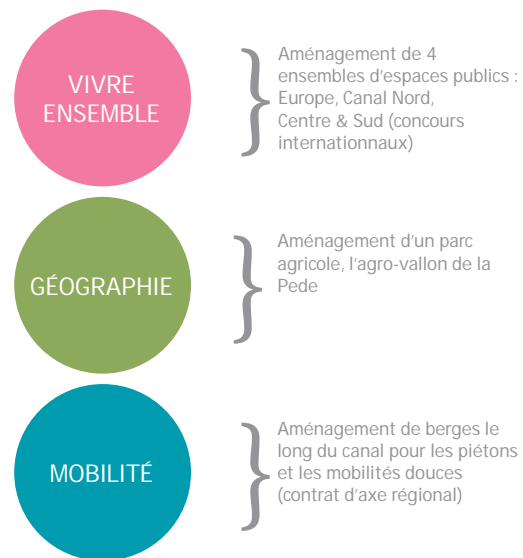 VIVRE
ENSEMBLE
Aménagement de 4
ensembles d'espaces publics :
Europe, Canal Nord,
Centre & Sud (concours
internationnaux)
GÉOGRAPHIE
Aménagement d'un parc
agricole, l'agro-vallon de la
Pede
MOBILITÉ
Aménagement de berges le
long du canal pour les piétons
et les mobilités douces
(contrat d'axe régional)